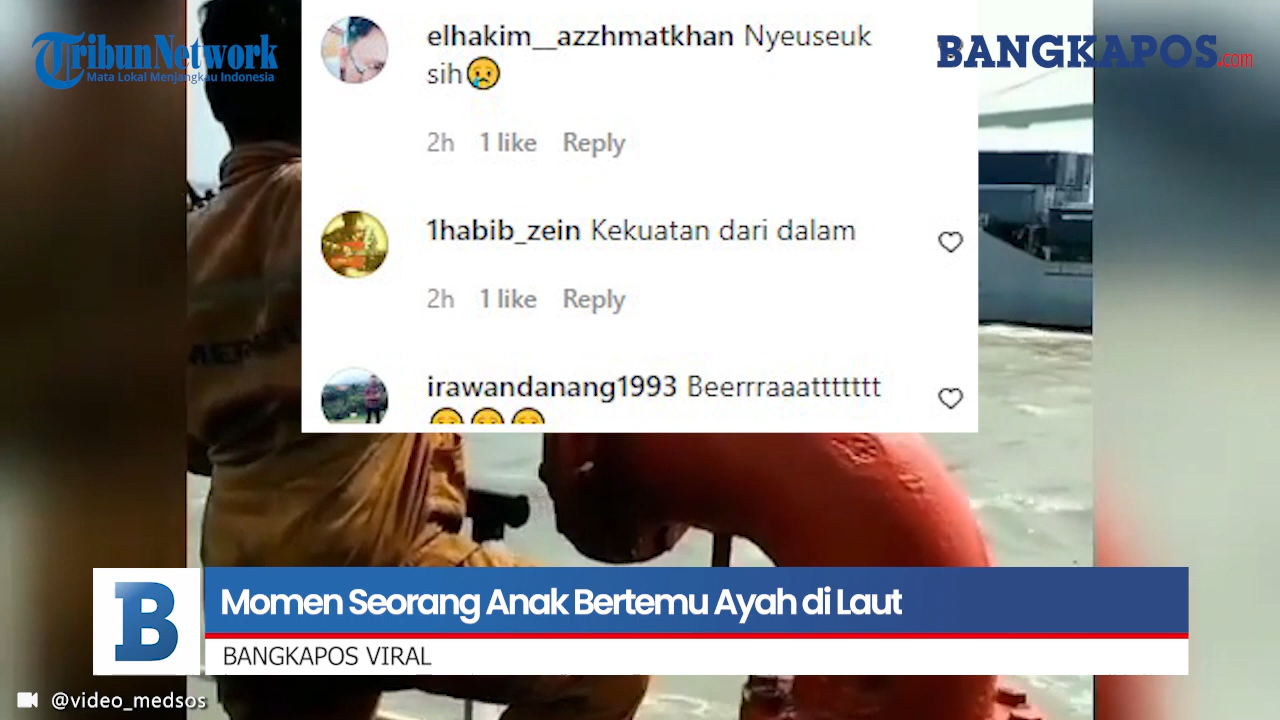 TribunNetwork
Mata Lokal Menjangkau Indonesia
BANGKAPOS.com
elhakim__azzhmatkhan Nyeuseuk
sih😢
2h 1 like Reply
1habib_zein Kekuatan dari dalam
2h 1 like Reply
irawandanang1993 Beerrraaattttttt
B Momen Seorang Anak Bertemu Ayah di Laut
BANGKAPOS VIRAL
@video_medsos